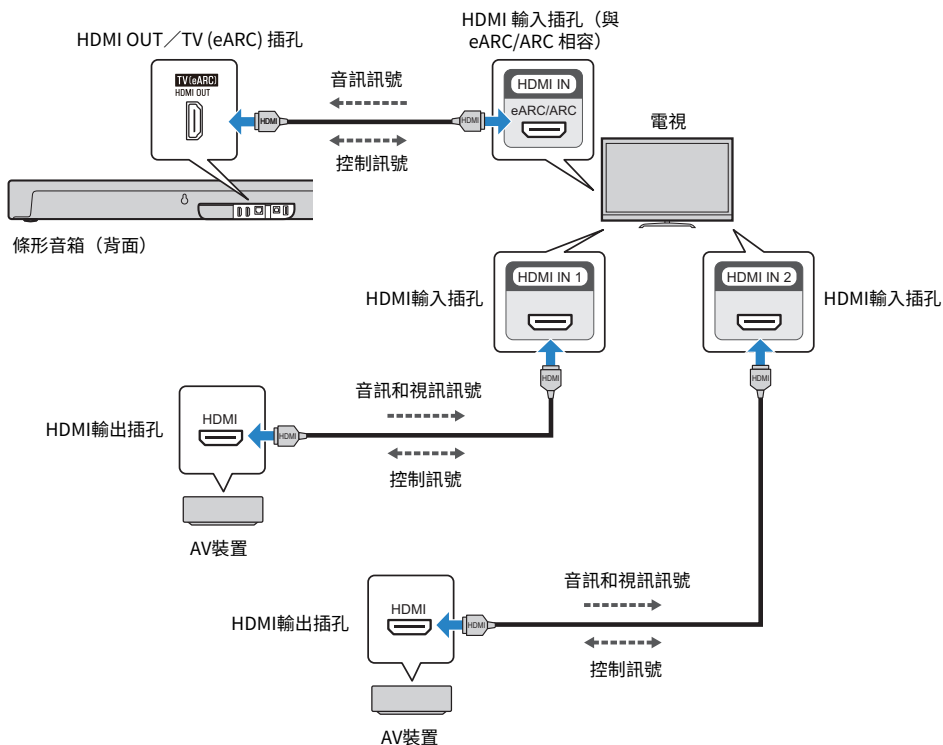 HDMI OUT／TV (eARC) 插孔
TV(eARC)
HDMI OUT
HDMI
音訊訊號
控制訊號
HDMI
HDMI 輸入插孔（與
eARC/ARC 相容）
HDMI IN
eARC/ARC
電視
條形音箱（背面）
HDMI輸入插孔
HDMI IN 1
HDMI
HDMI IN 2
HDMI
HDMI輸入插孔
HDMI輸出插孔
HDMI
HDMI
音訊和視訊訊號
控制訊號
AV裝置
HDMI輸出插孔
HDMI
HDMI
音訊和視訊訊號
控制訊號
AV裝置